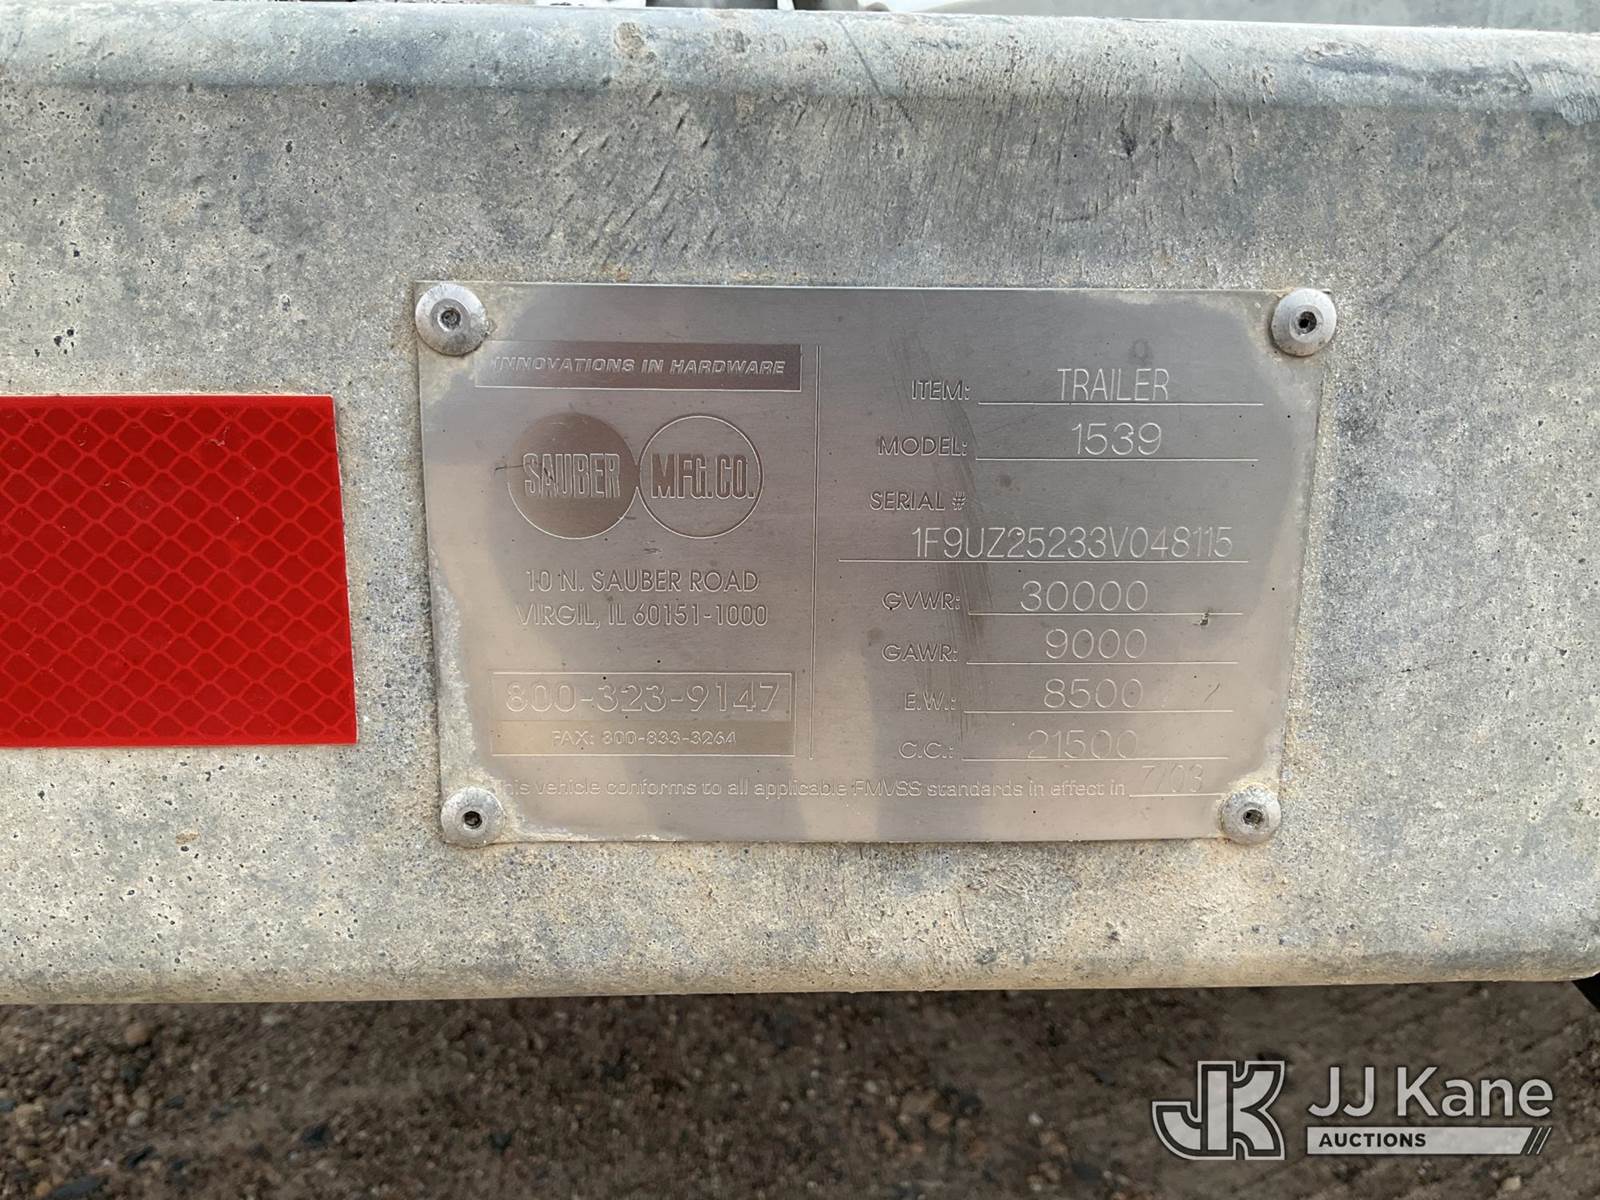 INNOVATIONS IN HARDWARE
SAUBER MFG.CO.
10 N. SAUBER ROAD
VIRGIL, IL 60151-1000
800-323-9147
FAX: 800-833-3264
ITEM: TRAILER
MODEL: 1539
SERIAL #
1F9UZ25233V048115
GVWR: 30000
GAWR: 9000
E.W.: 8500
C.C.: 21500
This vehicle conforms to all applicable FMVSS standards in effect in 7/03
JK JJ Kane
AUCTIONS